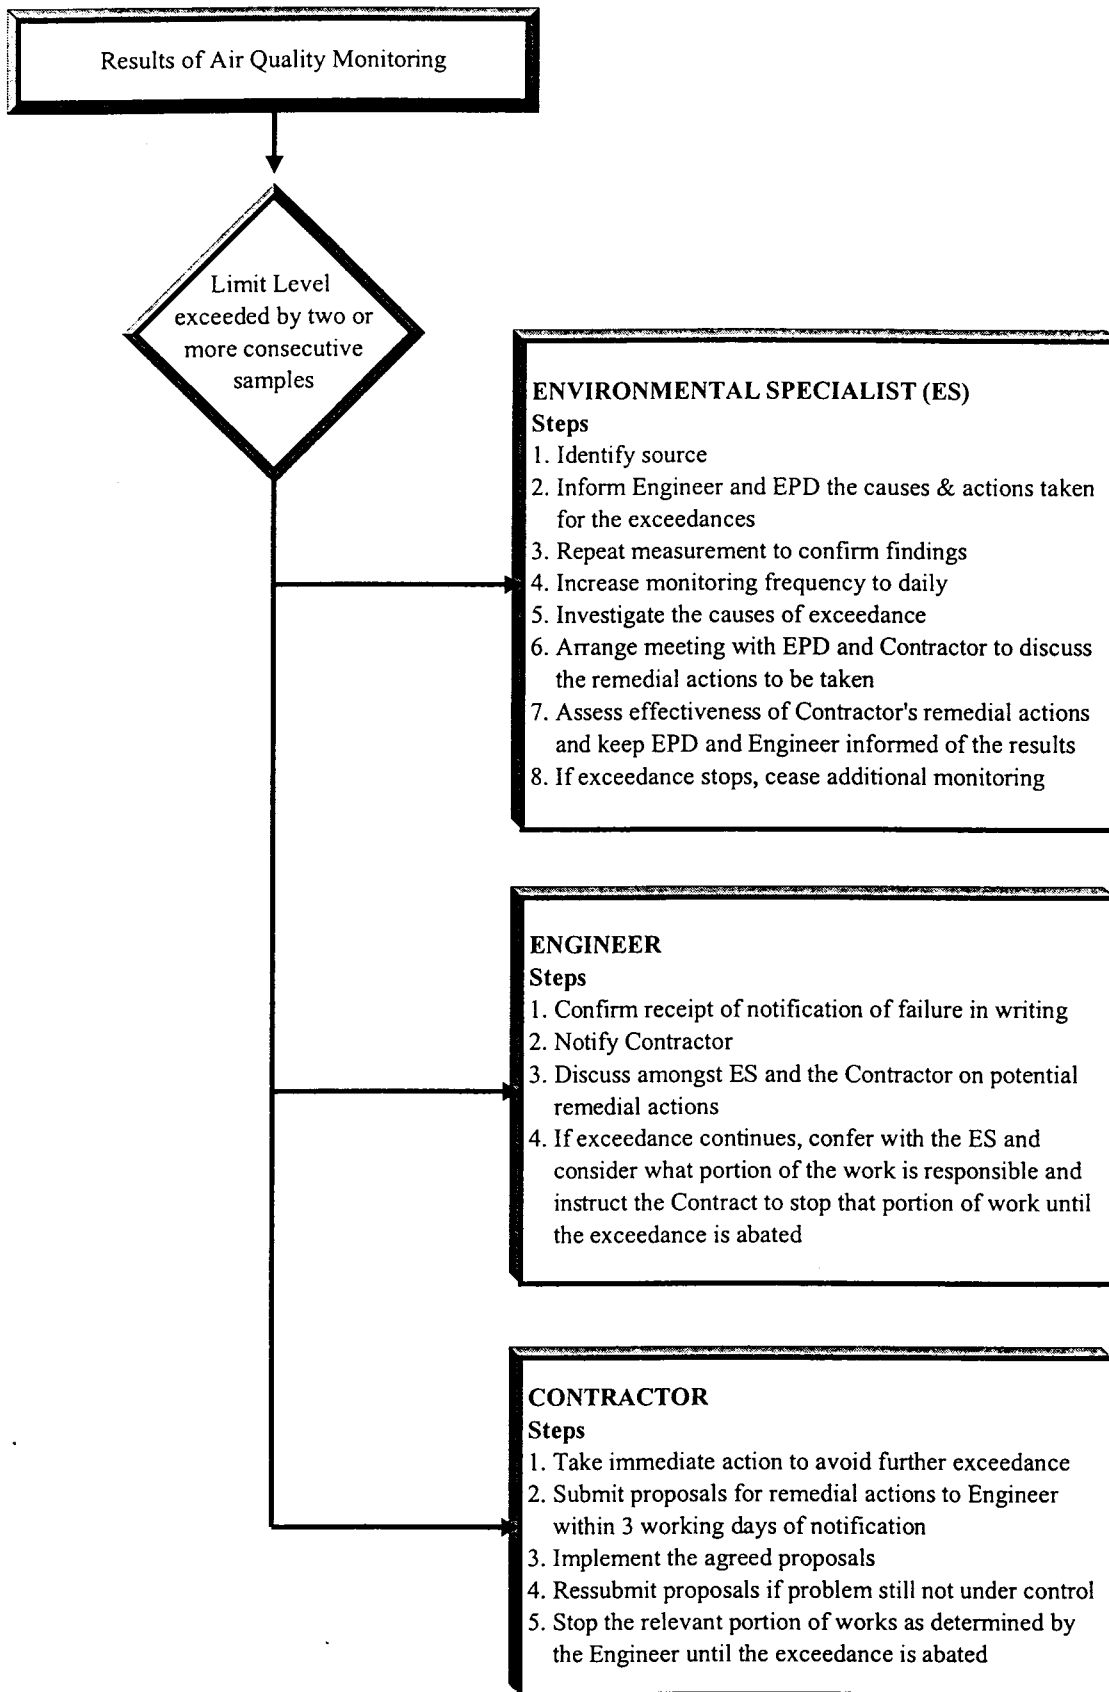 Results of Air Quality Monitoring
Limit Level
exceeded by two or
more consecutive
samples
ENVIRONMENTAL SPECIALIST (ES)
Steps
1. Identify source
2. Inform Engineer and EPD the causes & actions taken
for the exceedances
3. Repeat measurement to confirm findings
4. Increase monitoring frequency to daily
5. Investigate the causes of exceedance
6. Arrange meeting with EPD and Contractor to discuss
the remedial actions to be taken
7. Assess effectiveness of Contractor's remedial actions
and keep EPD and Engineer informed of the results
8. If exceedance stops, cease additional monitoring
ENGINEER
Steps
1. Confirm receipt of notification of failure in writing
2. Notify Contractor
3. Discuss amongst ES and the Contractor on potential
remedial actions
4. If exceedance continues, confer with the ES and
consider what portion of the work is responsible and
instruct the Contract to stop that portion of work until
the exceedance is abated
CONTRACTOR
Steps
1. Take immediate action to avoid further exceedance
2. Submit proposals for remedial actions to Engineer
within 3 working days of notification
3. Implement the agreed proposals
4. Ressubmit proposals if problem still not under control
5. Stop the relevant portion of works as determined by
the Engineer until the exceedance is abated